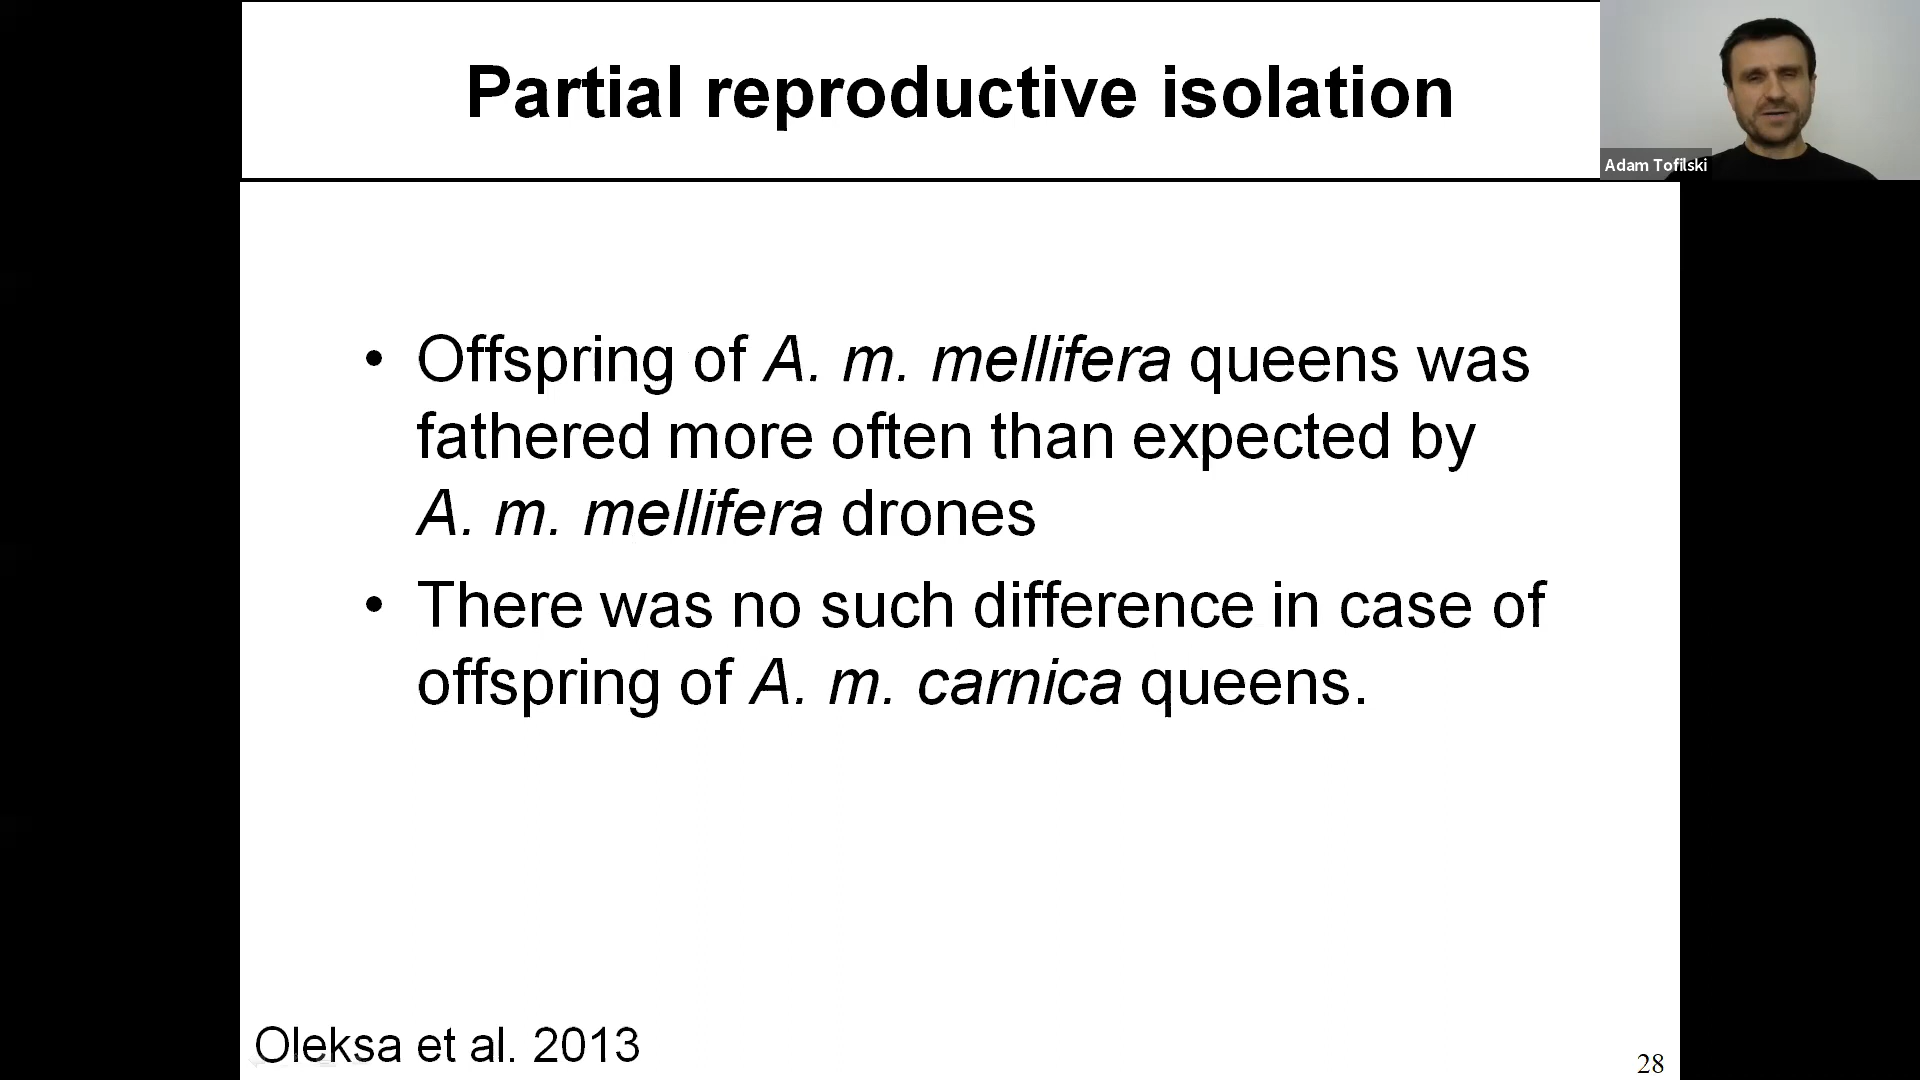 Partial reproductive isolation
Adam Tofilski
• Offspring of A. m. mellifera queens was
fathered more often than expected by
A. m. mellifera drones
• There was no such difference in case of
offspring of A. m. carnica queens.
Oleksa et al. 2013
28